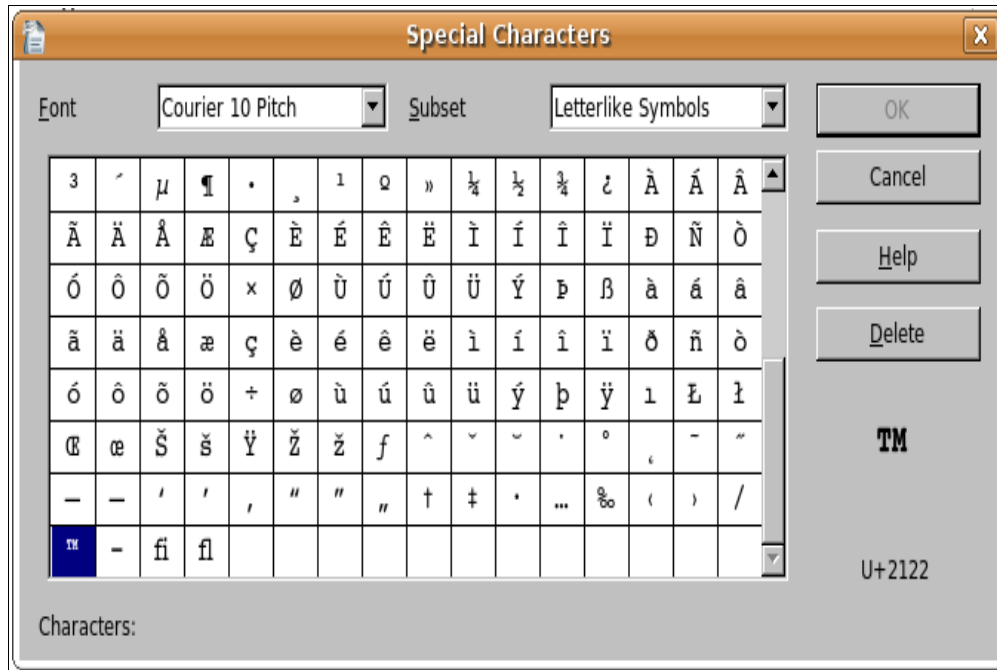 Special Characters
Font Courier 10 Pitch Subset Letterlike Symbols OK
Cancel
Help
Delete
³ ´ µ ¶ · ¸ ¹ º » ¼ ½ ¾ ¿ À Á Â
Ã Ä Å Æ Ç È É Ê Ë Ì Í Î Ï Ð Ñ Ò
Ó Ô Õ Ö × Ø Ù Ú Û Ü Ý Þ ß à á â
ã ä å æ ç è é ê ë ì í î ï ð ñ ò
ó ô õ ö ÷ ø ù ú û ü ý þ ÿ ı Ł ł
Œ œ Š š Ÿ Ž ž ƒ ˆ ˇ ˘ ˙ ˚ ˛ ˜ ˝
– — ‘ ’ ‚ “ ” „ † ‡ • … ‰ ‹ › ⁄
™ − fi fl
™
U+2122
Characters: